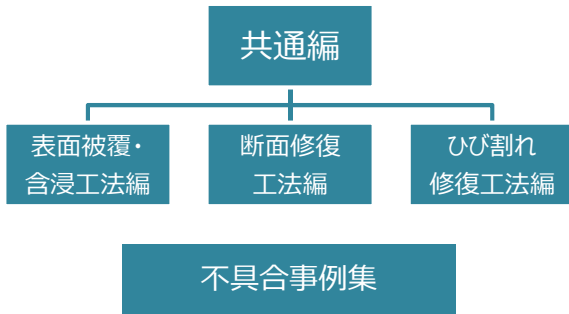 共通編
表面被覆・
含浸工法編
断面修復
工法編
ひび割れ
修復工法編
不具合事例集